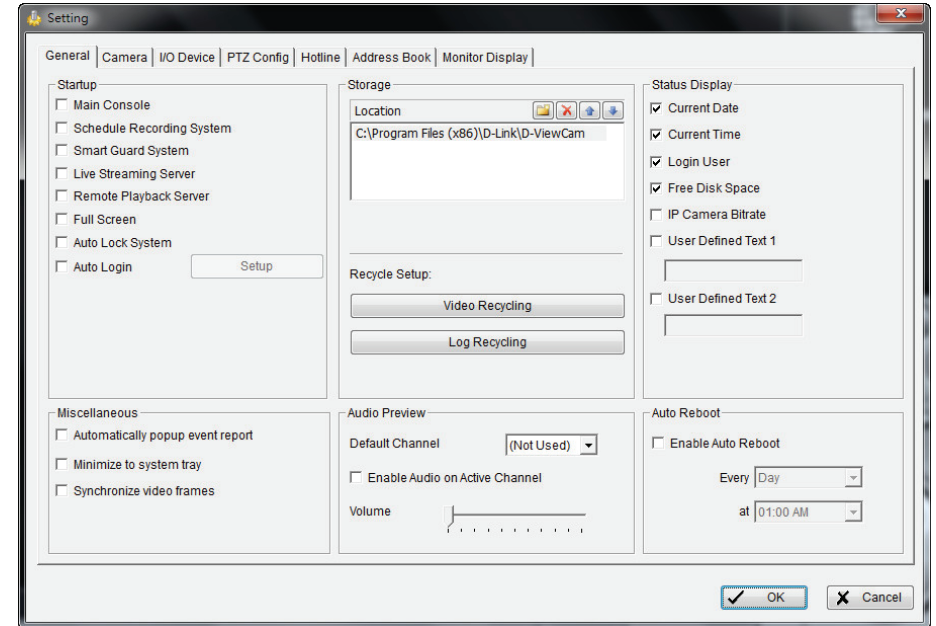 Setting
General Camera I/O Device PTZ Config Hotline Address Book Monitor Display
Startup
Main Console
Schedule Recording System
Smart Guard System
Live Streaming Server
Remote Playback Server
Full Screen
Auto Lock System
Auto Login Setup
Storage
Location
C:\Program Files (x86)\D-Link\D-ViewCam
Recycle Setup:
Video Recycling
Log Recycling
Status Display
Current Date
Current Time
Login User
Free Disk Space
IP Camera Bitrate
User Defined Text 1
User Defined Text 2
Miscellaneous
Automatically popup event report
Minimize to system tray
Synchronize video frames
Audio Preview
Default Channel (Not Used)
Enable Audio on Active Channel
Volume
Auto Reboot
Enable Auto Reboot
Every Day
at 01:00 AM
OK Cancel